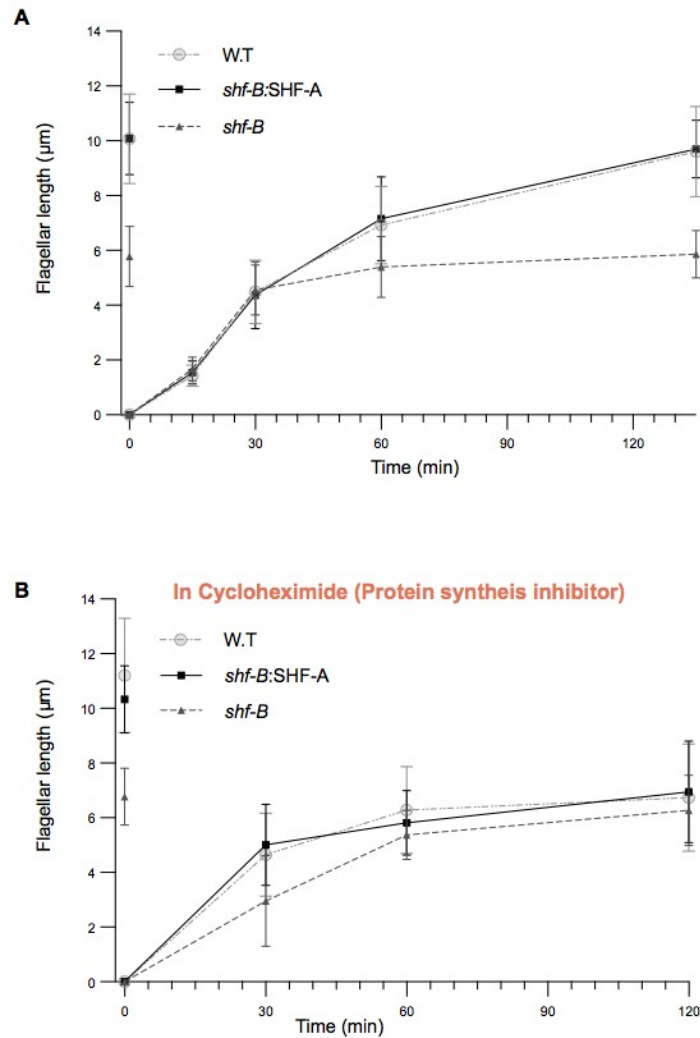 A
14
12
10
8
6
4
2
0
Flagellar length (µm)
W.T
shf-B:SHF-A
shf-B
0 30 60 90 120
Time (min)
B
In Cycloheximide (Protein syntheis inhibitor)
14
12
10
8
6
4
2
0
Flagellar length (µm)
W.T
shf-B:SHF-A
shf-B
0 30 60 90 120
Time (min)